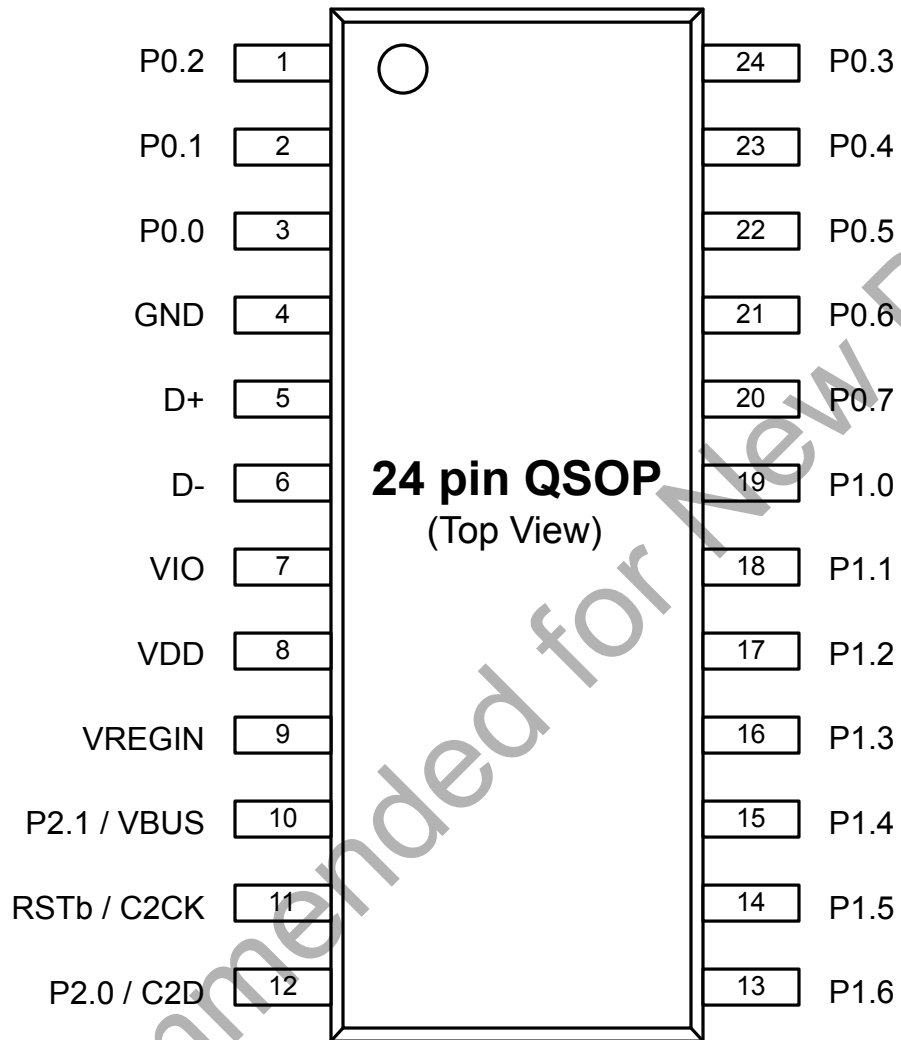 P0.2 1 24 P0.3
P0.1 2 23 P0.4
P0.0 3 22 P0.5
GND 4 21 P0.6
D+ 5 20 P0.7
D- 6 19 P1.0
24 pin QSOP
(Top View)
VIO 7 18 P1.1
VDD 8 17 P1.2
VREGIN 9 16 P1.3
P2.1 / VBUS 10 15 P1.4
RSTb / C2CK 11 14 P1.5
P2.0 / C2D 12 13 P1.6
for New